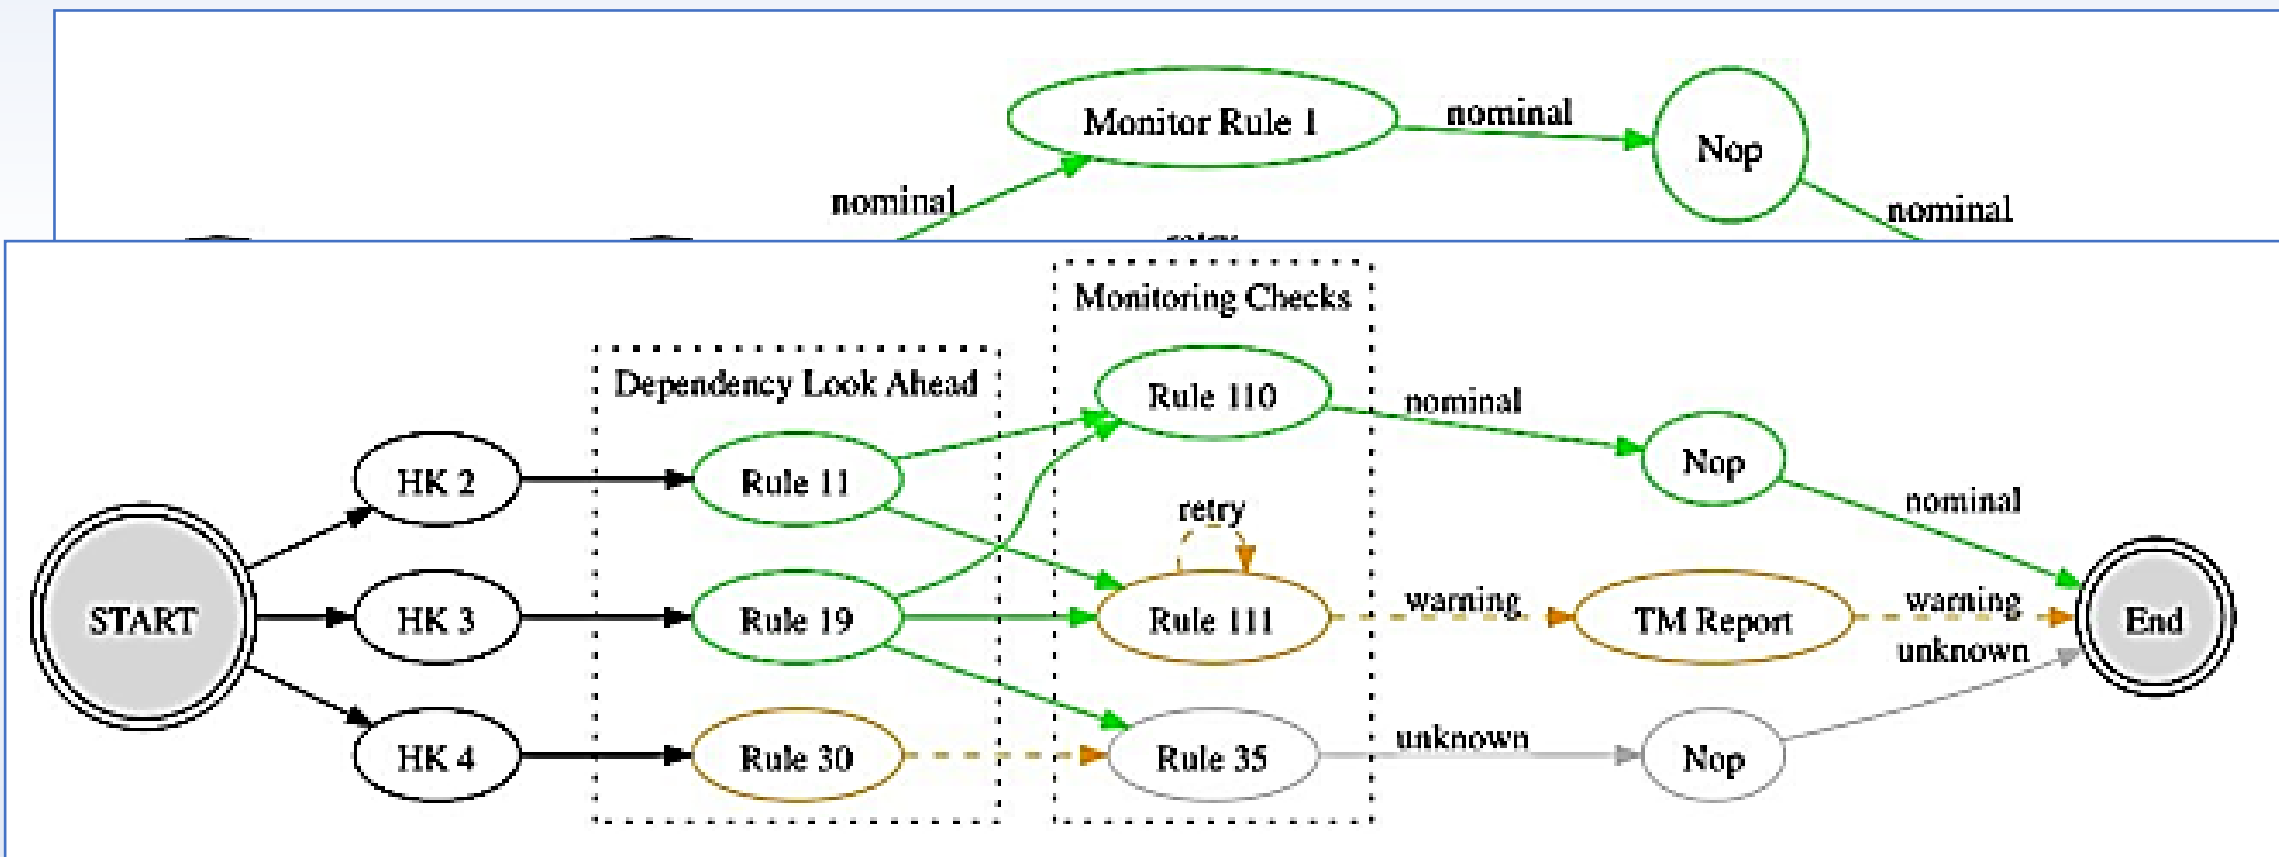 Monitor Rule 1
nominal
Nop
nominal
nominal
retry
Monitoring Checks
Dependency Look Ahead
Rule 110
nominal
HK 2
Rule 11
Nop
nominal
retry
START
HK 3
Rule 19
Rule 111
warning
TM Report
warning
End
unknown
HK 4
Rule 30
Rule 35
unknown
Nop